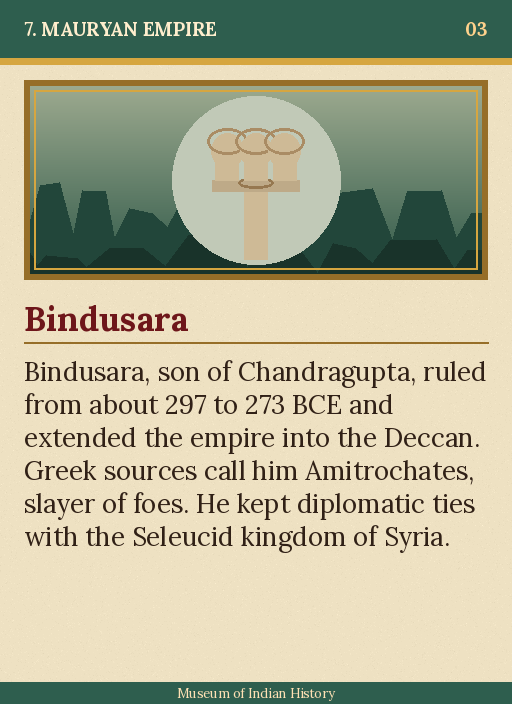 7. MAURYAN EMPIRE
03
Bindusara
Bindusara, son of Chandragupta, ruled
from about 297 to 273 BCE and
extended the empire into the Deccan.
Greek sources call him Amitrochates,
slayer of foes. He kept diplomatic ties
with the Seleucid kingdom of Syria.
Museum of Indian History